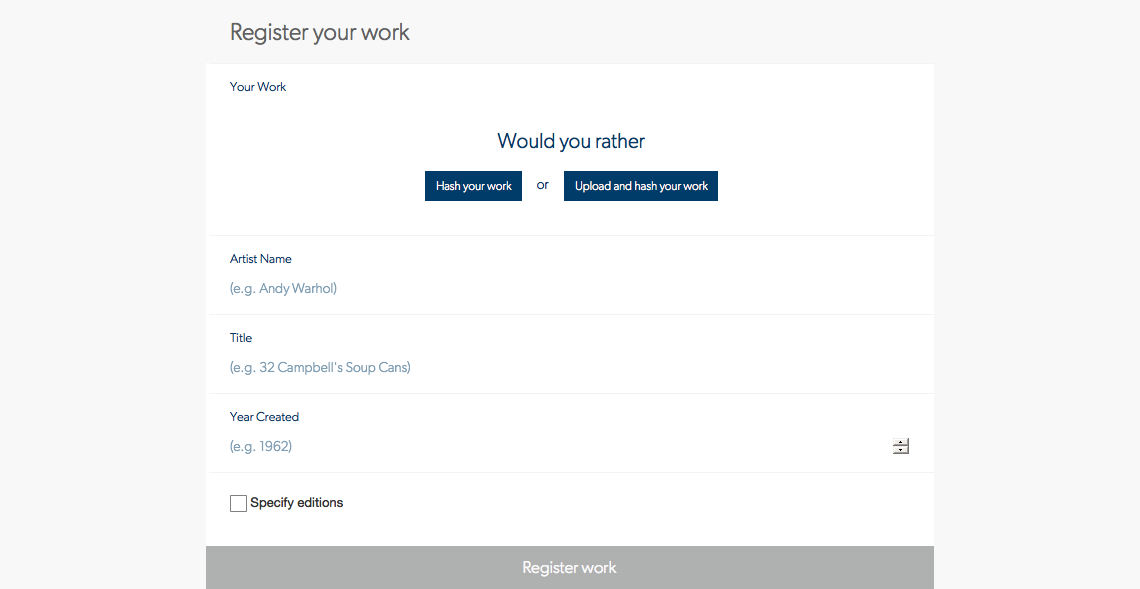 Register your work
Your Work
Would you rather
Hash your work or Upload and hash your work
Artist Name
(e.g. Andy Warhol)
Title
(e.g. 32 Campbell's Soup Cans)
Year Created
(e.g. 1962)
Specify editions
Register work